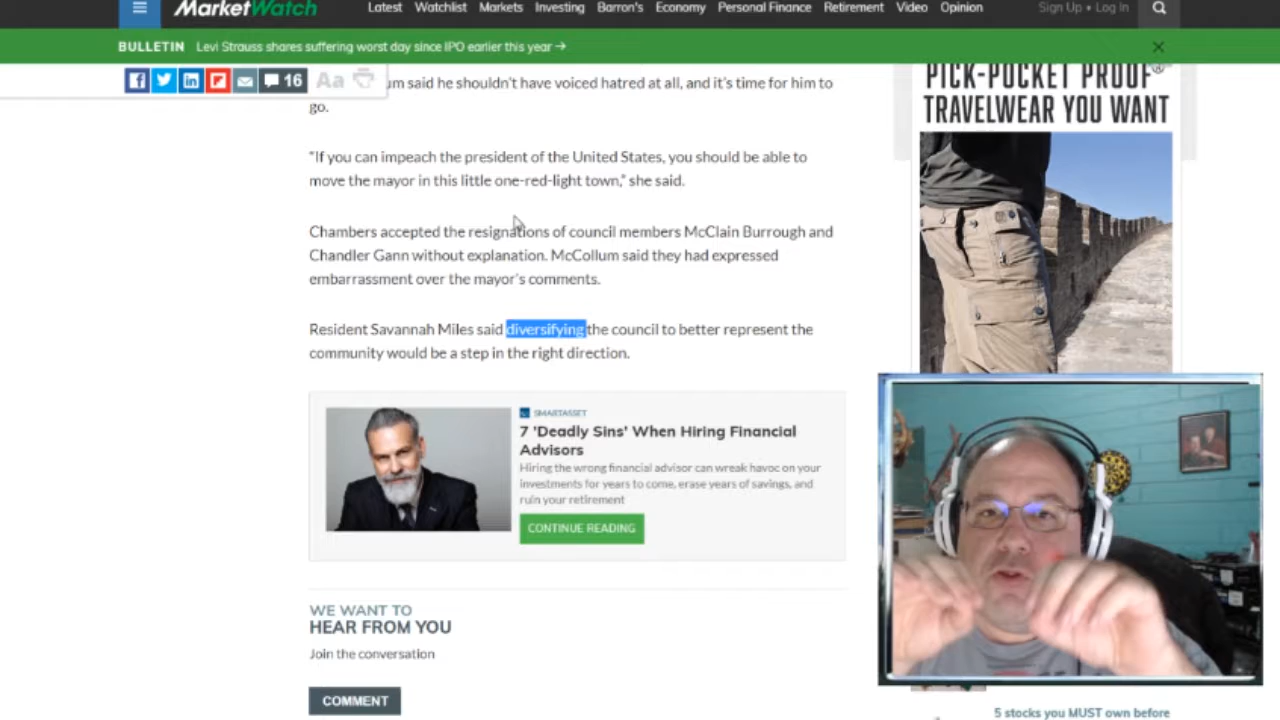 MarketWatch
Latest Watchlist Markets Investing Barron's Economy Personal Finance Retirement Video Opinion
Sign Up • Log In
BULLETIN Levi Strauss shares suffering worst day since IPO earlier this year →
16 Aa
um said he shouldn't have voiced hatred at all, and it's time for him to
go.
"If you can impeach the president of the United States, you should be able to
move the mayor in this little one-red-light town," she said.
Chambers accepted the resignations of council members McClain Burrough and
Chandler Gann without explanation. McCollum said they had expressed
embarrassment over the mayor's comments.
Resident Savannah Miles said diversifying the council to better represent the
community would be a step in the right direction.
SMARTASSET
7 'Deadly Sins' When Hiring Financial
Advisors
Hiring the wrong financial advisor can wreak havoc on your
investments for years to come, erase years of savings, and
ruin your retirement
CONTINUE READING
WE WANT TO
HEAR FROM YOU
Join the conversation
COMMENT
PICK-POCKET PROOF
TRAVELWEAR YOU WANT
5 stocks you MUST own before